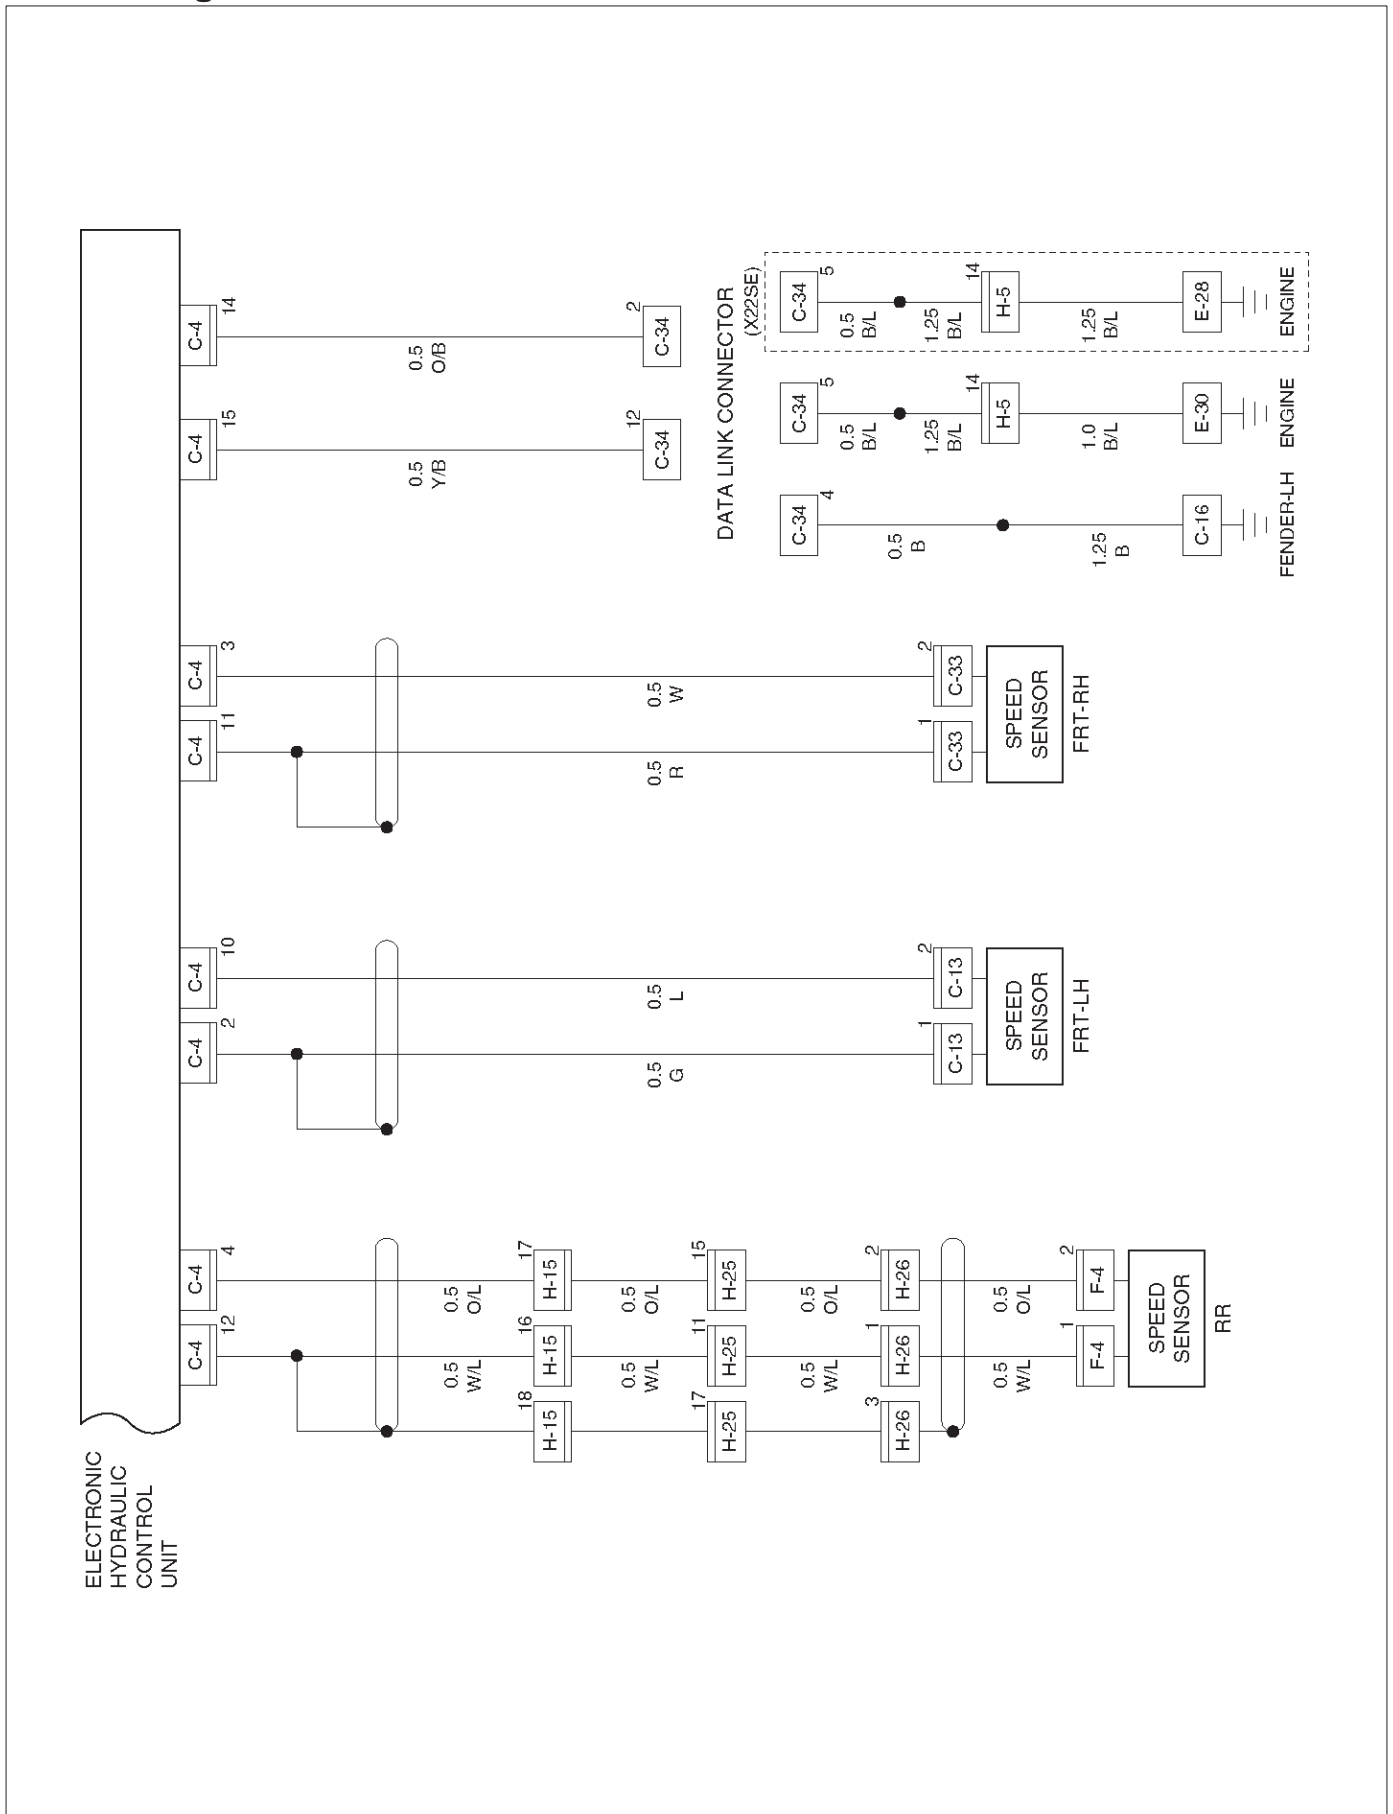 ELECTRONIC
HYDRAULIC
CONTROL
UNIT
C-4
12
C-4
4
C-4
2
C-4
10
C-4
11
C-4
3
C-4
15
C-4
14
0.5
W/L
0.5
O/L
18
H-15
16
H-15
17
H-15
0.5
W/L
0.5
O/L
17
H-25
11
H-25
15
H-25
0.5
W/L
0.5
O/L
3
H-26
1
H-26
2
H-26
0.5
W/L
0.5
O/L
1
F-4
2
F-4
SPEED
SENSOR
RR
0.5
G
0.5
L
1
C-13
2
C-13
SPEED
SENSOR
FRT-LH
0.5
R
0.5
W
1
C-33
2
C-33
SPEED
SENSOR
FRT-RH
0.5
Y/B
0.5
O/B
12
C-34
2
C-34
DATA LINK CONNECTOR
(X22SE)
C-34
4
0.5
B
1.25
B
C-16
FENDER-LH
C-34
5
0.5
B/L
1.25
B/L
14
H-5
1.0
B/L
E-30
ENGINE
C-34
5
0.5
B/L
1.25
B/L
14
H-5
1.25
B/L
E-28
ENGINE